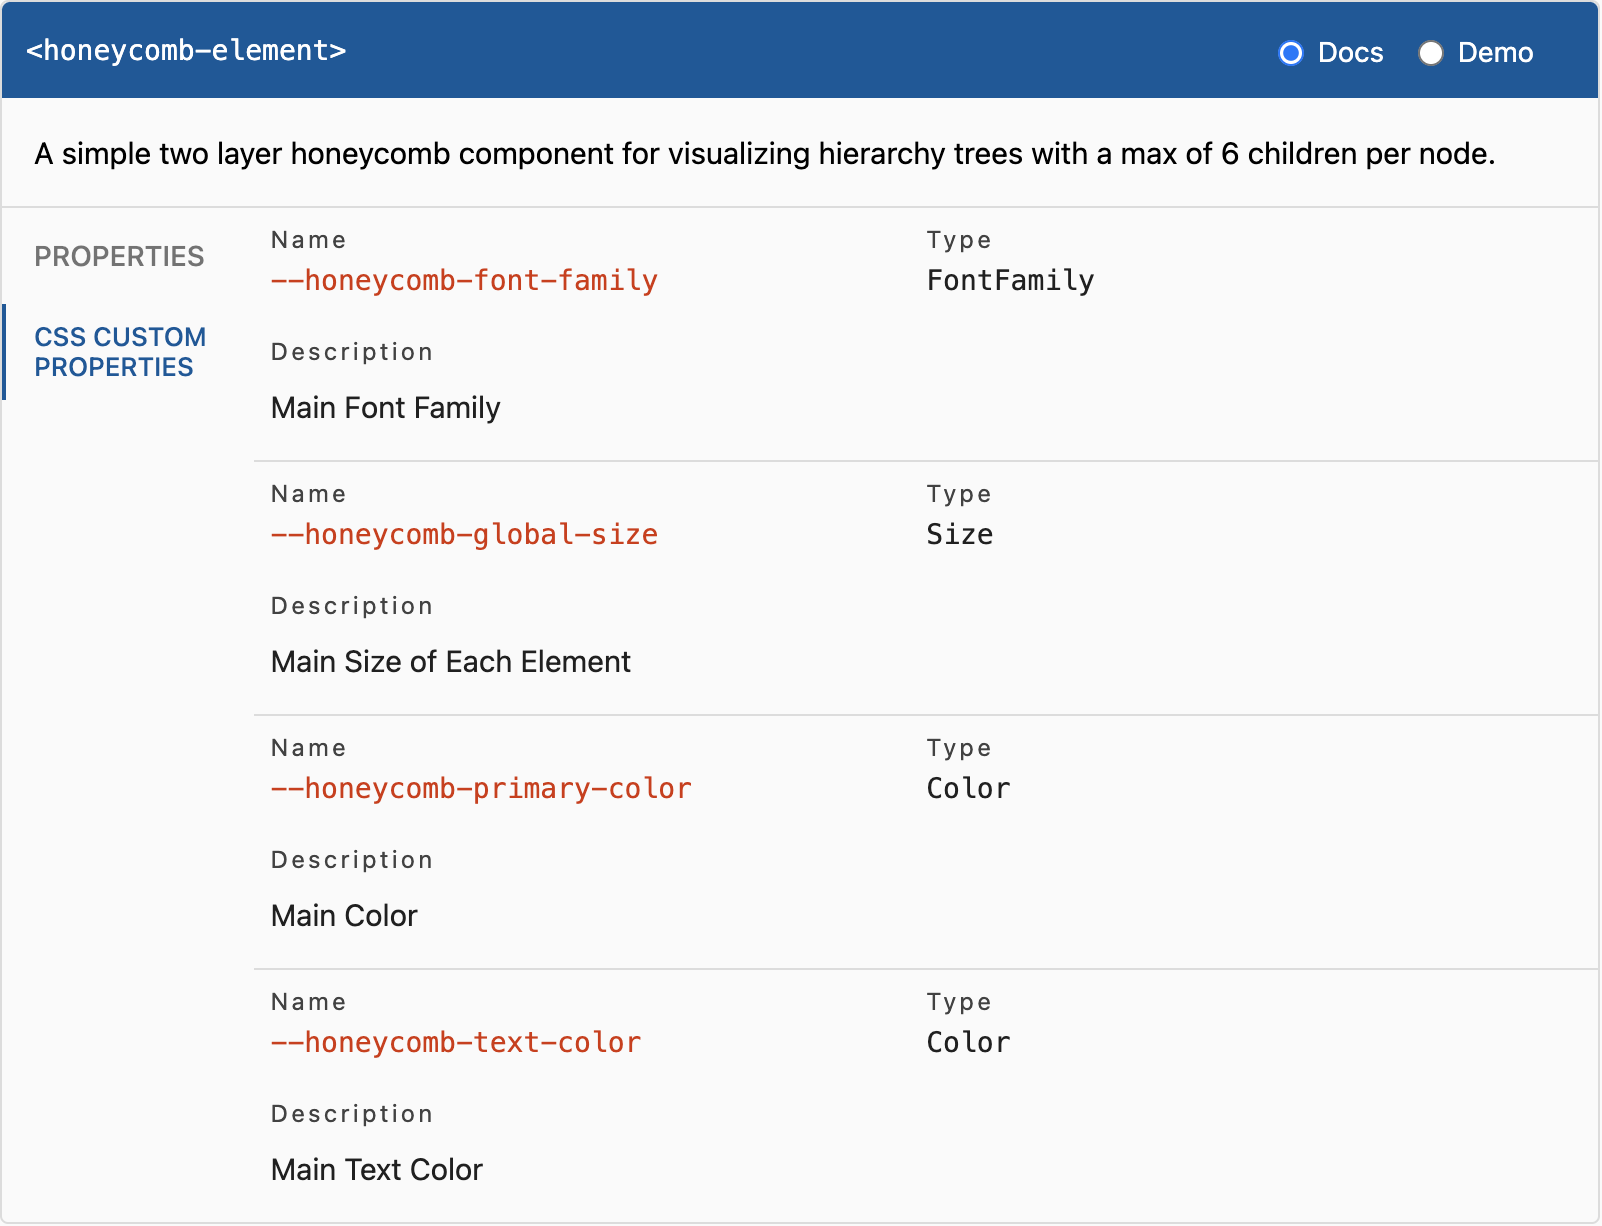 <honeycomb-element>
Docs
Demo
A simple two layer honeycomb component for visualizing hierarchy trees with a max of 6 children per node.
PROPERTIES
CSS CUSTOM
PROPERTIES
Name
Type
--honeycomb-font-family
FontFamily
Description
Main Font Family
Name
Type
--honeycomb-global-size
Size
Description
Main Size of Each Element
Name
Type
--honeycomb-primary-color
Color
Description
Main Color
Name
Type
--honeycomb-text-color
Color
Description
Main Text Color